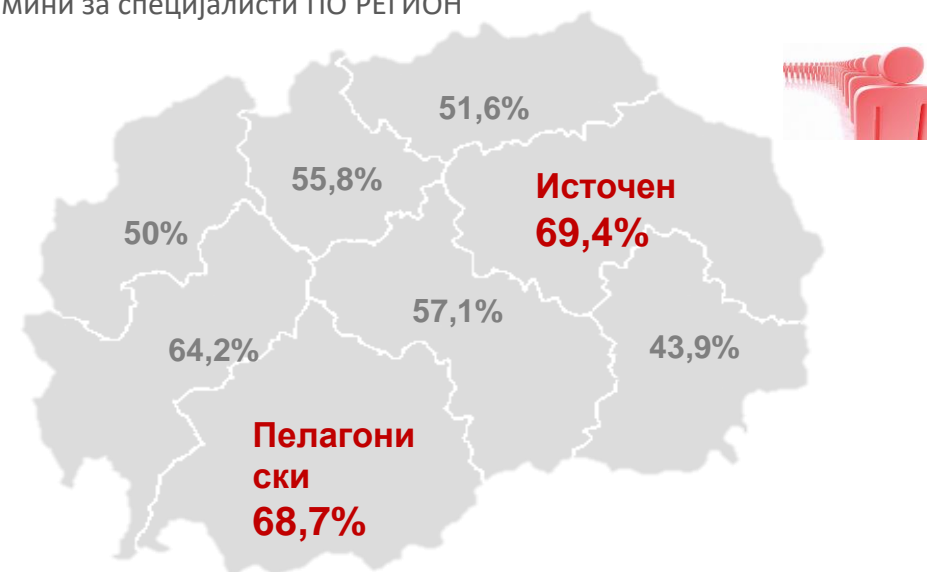 мини за специјалисти ПО РЕГИОН
51,6%
55,8%
Источен
69,4%
50%
57,1%
64,2%
43,9%
Пелагони
ски
68,7%